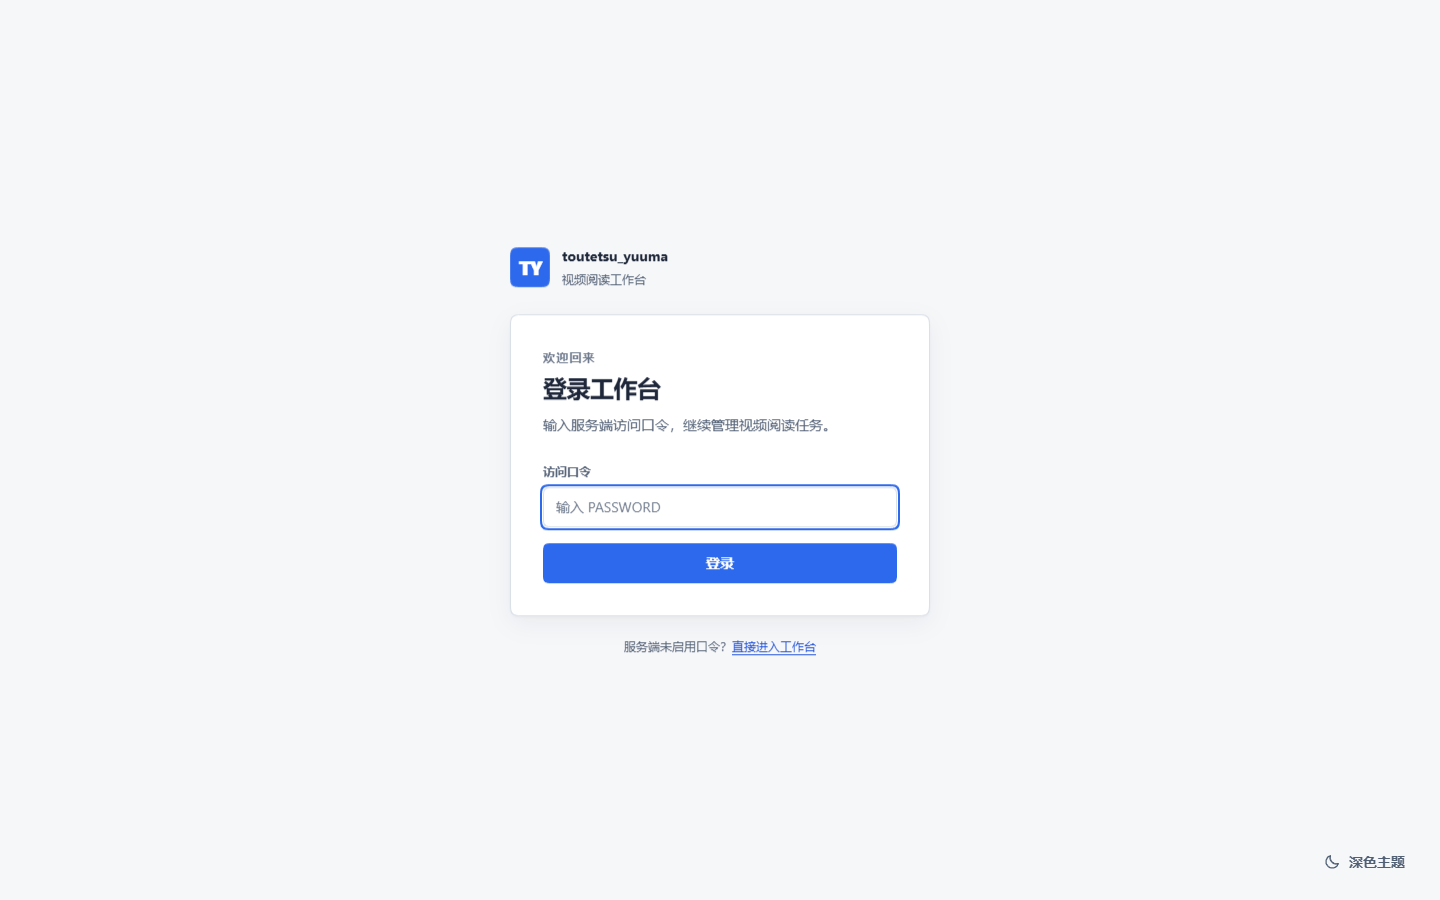 TY
toutetsu_yuuma
视频阅读工作台
欢迎回来
登录工作台
输入服务端访问口令，继续管理视频阅读任务。
访问口令
输入 PASSWORD
登录
服务端未启用口令？直接进入工作台
深色主题